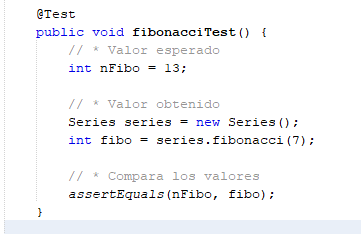 @Test
public void fibonacciTest() {
// * Valor esperado
int nFibo = 13;
// * Valor obtenido
Series series = new Series();
int fibo = series.fibonacci(7);
// * Compara los valores
assertEquals(nFibo, fibo);
}